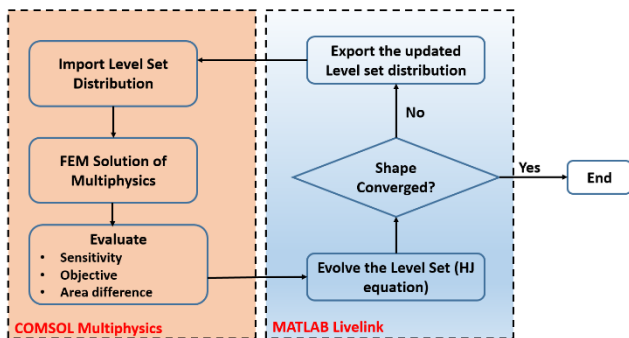 Import Level Set
Distribution
FEM Solution of
Multiphysics
Evaluate
• Sensitivity
• Objective
• Area difference
COMSOL Multiphysics
Export the updated
Level set distribution
No
Shape
Converged?
Yes
End
Evolve the Level Set (HJ
equation)
MATLAB Livelink